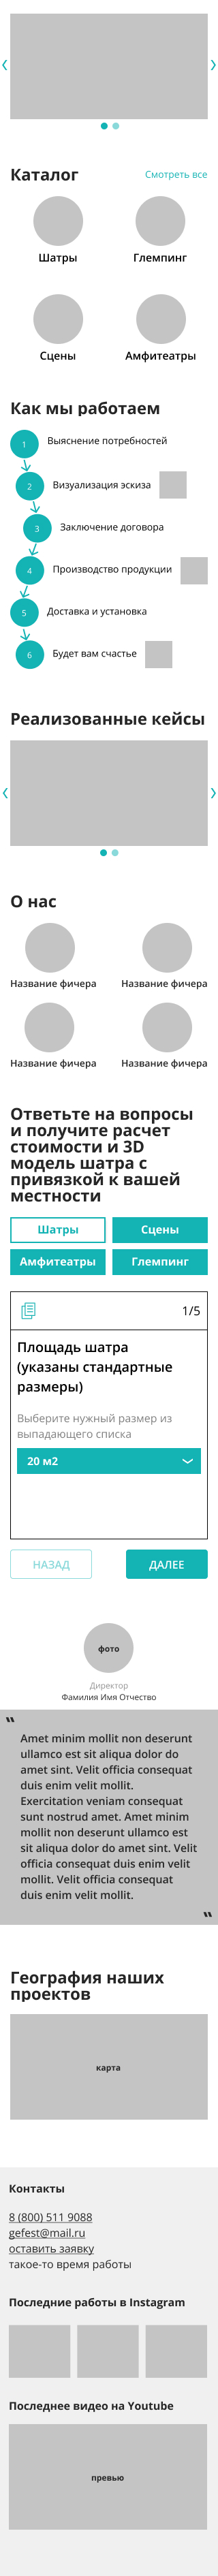 Каталог
Смотреть все
Шатры
Глемпинг
Сцены
Амфитеатры
Как мы работаем
1
Выяснение потребностей
2
Визуализация эскиза
3
Заключение договора
4
Производство продукции
5
Доставка и установка
6
Будет вам счастье
Реализованные кейсы
О нас
Название фичера
Название фичера
Название фичера
Название фичера
Ответьте на вопросы
и получите расчет
стоимости и 3D
модель шатра с
привязкой к вашей
местности
Шатры
Сцены
Амфитеатры
Глемпинг
1/5
Площадь шатра
(указаны стандартные
размеры)
Выберите нужный размер из
выпадающего списка
20 м2
НАЗАД
ДАЛЕЕ
фото
Директор
Фамилия Имя Отчество
"
Amet minim mollit non deserunt
ullamco est sit aliqua dolor do
amet sint. Velit officia consequat
duis enim velit mollit.
Exercitation veniam consequat
sunt nostrud amet. Amet minim
mollit non deserunt ullamco est
sit aliqua dolor do amet sint. Velit
officia consequat duis enim velit
mollit. Velit officia consequat
duis enim velit mollit.
"
География наших
проектов
карта
Контакты
8 (800) 511 9088
gefest@mail.ru
оставить заявку
такое-то время работы
Последние работы в Instagram
Последнее видео на Youtube
превью